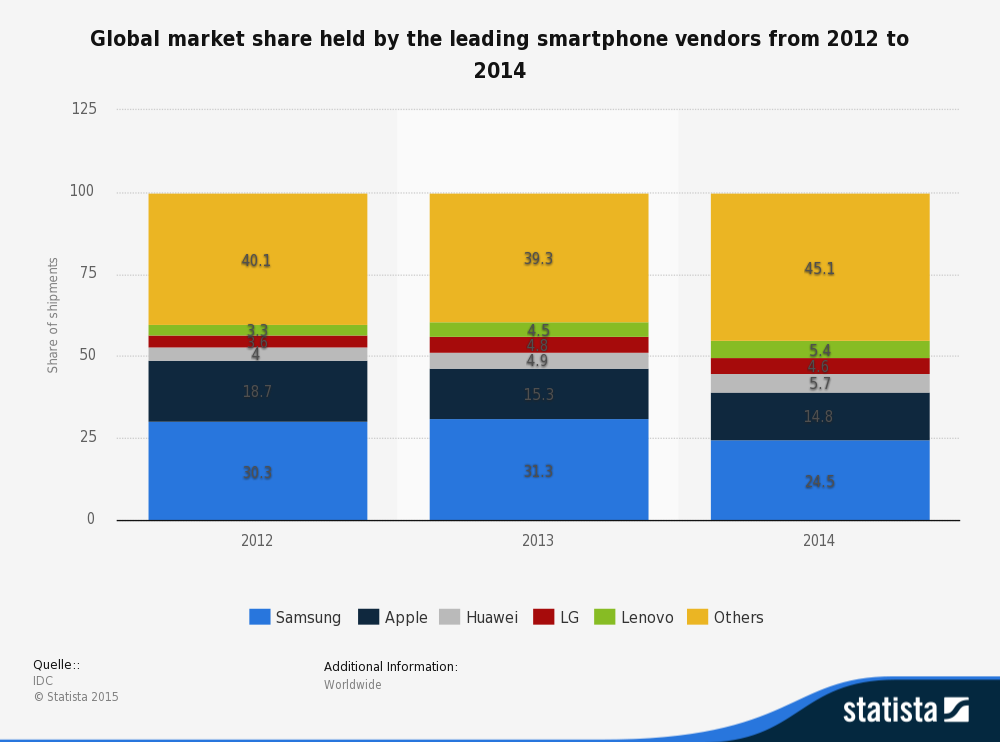 Global market share held by the leading smartphone vendors from 2012 to
2014
125
100
75
50
25
0
Share of shipments
40.1
3.3
3.6
4
18.7
30.3
39.3
4.5
4.8
4.9
15.3
31.3
45.1
5.4
4.6
5.7
14.8
24.5
2012 2013 2014
Samsung Apple Huawei LG Lenovo Others
Quelle::
IDC
© Statista 2015
Additional Information:
Worldwide
statista